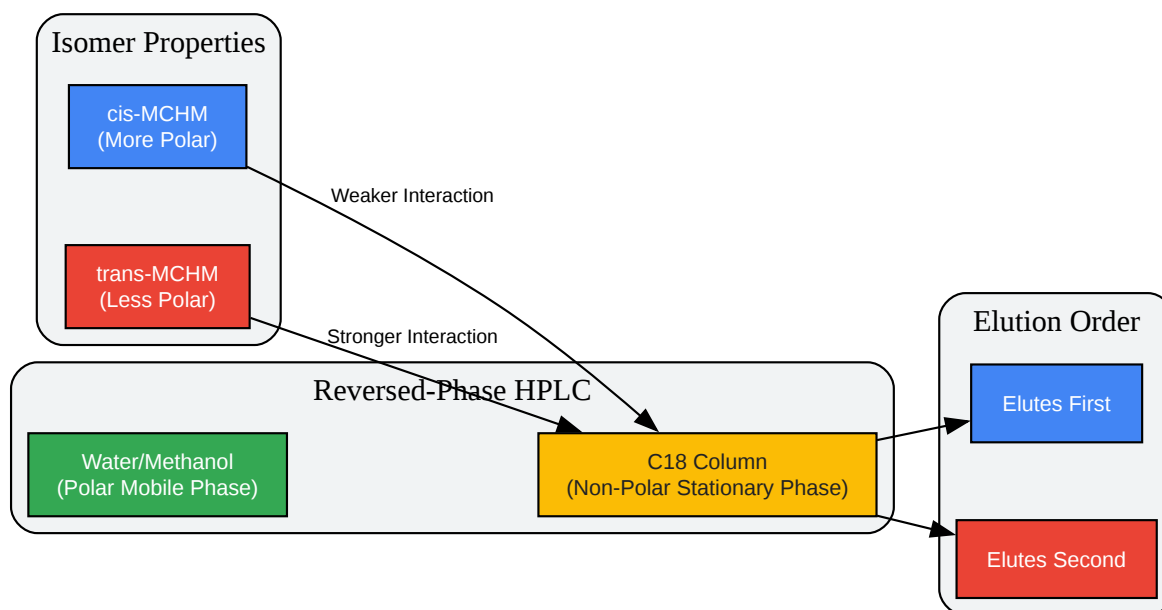 Isomer Properties
cis-MCHM
(More Polar)
Weaker Interaction
trans-MCHM
(Less Polar)
Stronger Interaction
Reversed-Phase HPLC
Water/Methanol
(Polar Mobile Phase)
C18 Column
(Non-Polar Stationary Phase)
Elution Order
Elutes First
Elutes Second